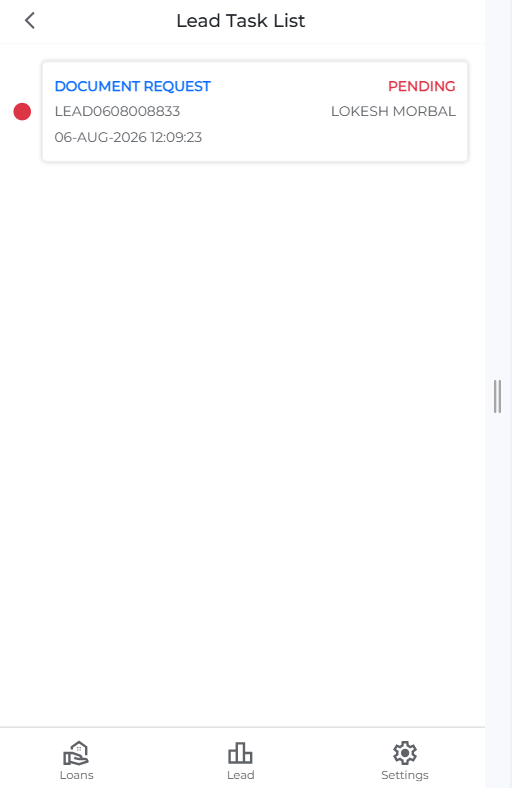 Lead Task List
DOCUMENT REQUEST PENDING
LEAD0608008833 LOKESH MORBAL
06-AUG-2026 12:09:23
Loans Lead Settings